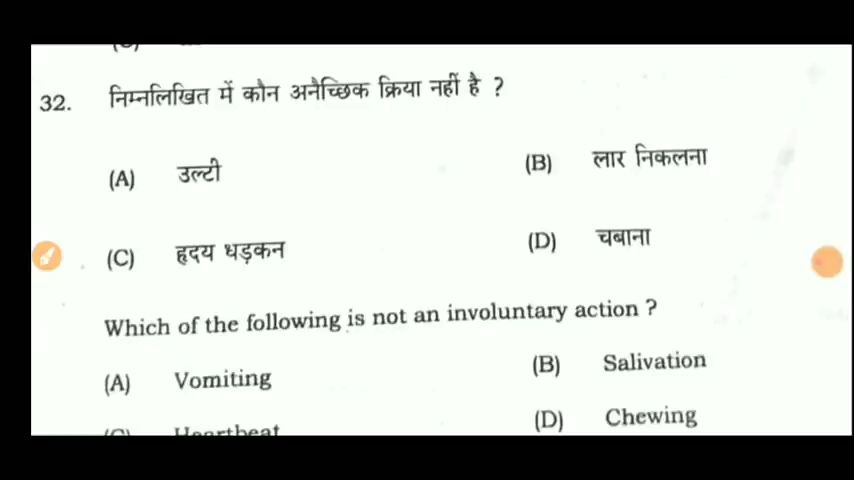 32. निम्नलिखित में कौन अनैच्छिक क्रिया नहीं है ?
(A) उल्टी (B) लार निकलना
(C) हृदय धड़कन (D) चबाना
Which of the following is not an involuntary action ?
(A) Vomiting (B) Salivation
(C) Heartbeat (D) Chewing